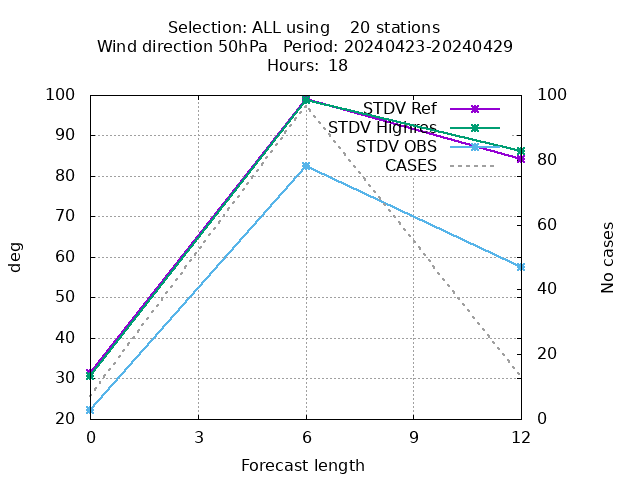 Selection: ALL using    20 stations
Wind direction 50hPa   Period: 20240423-20240429
Hours: 18
100 100
STDV Ref
90
STDV Highres
STDV OBS
80 80
CASES
70
60 60
50
40 40
30
20 20
0
deg
No cases
0 3 6 9 12
Forecast length